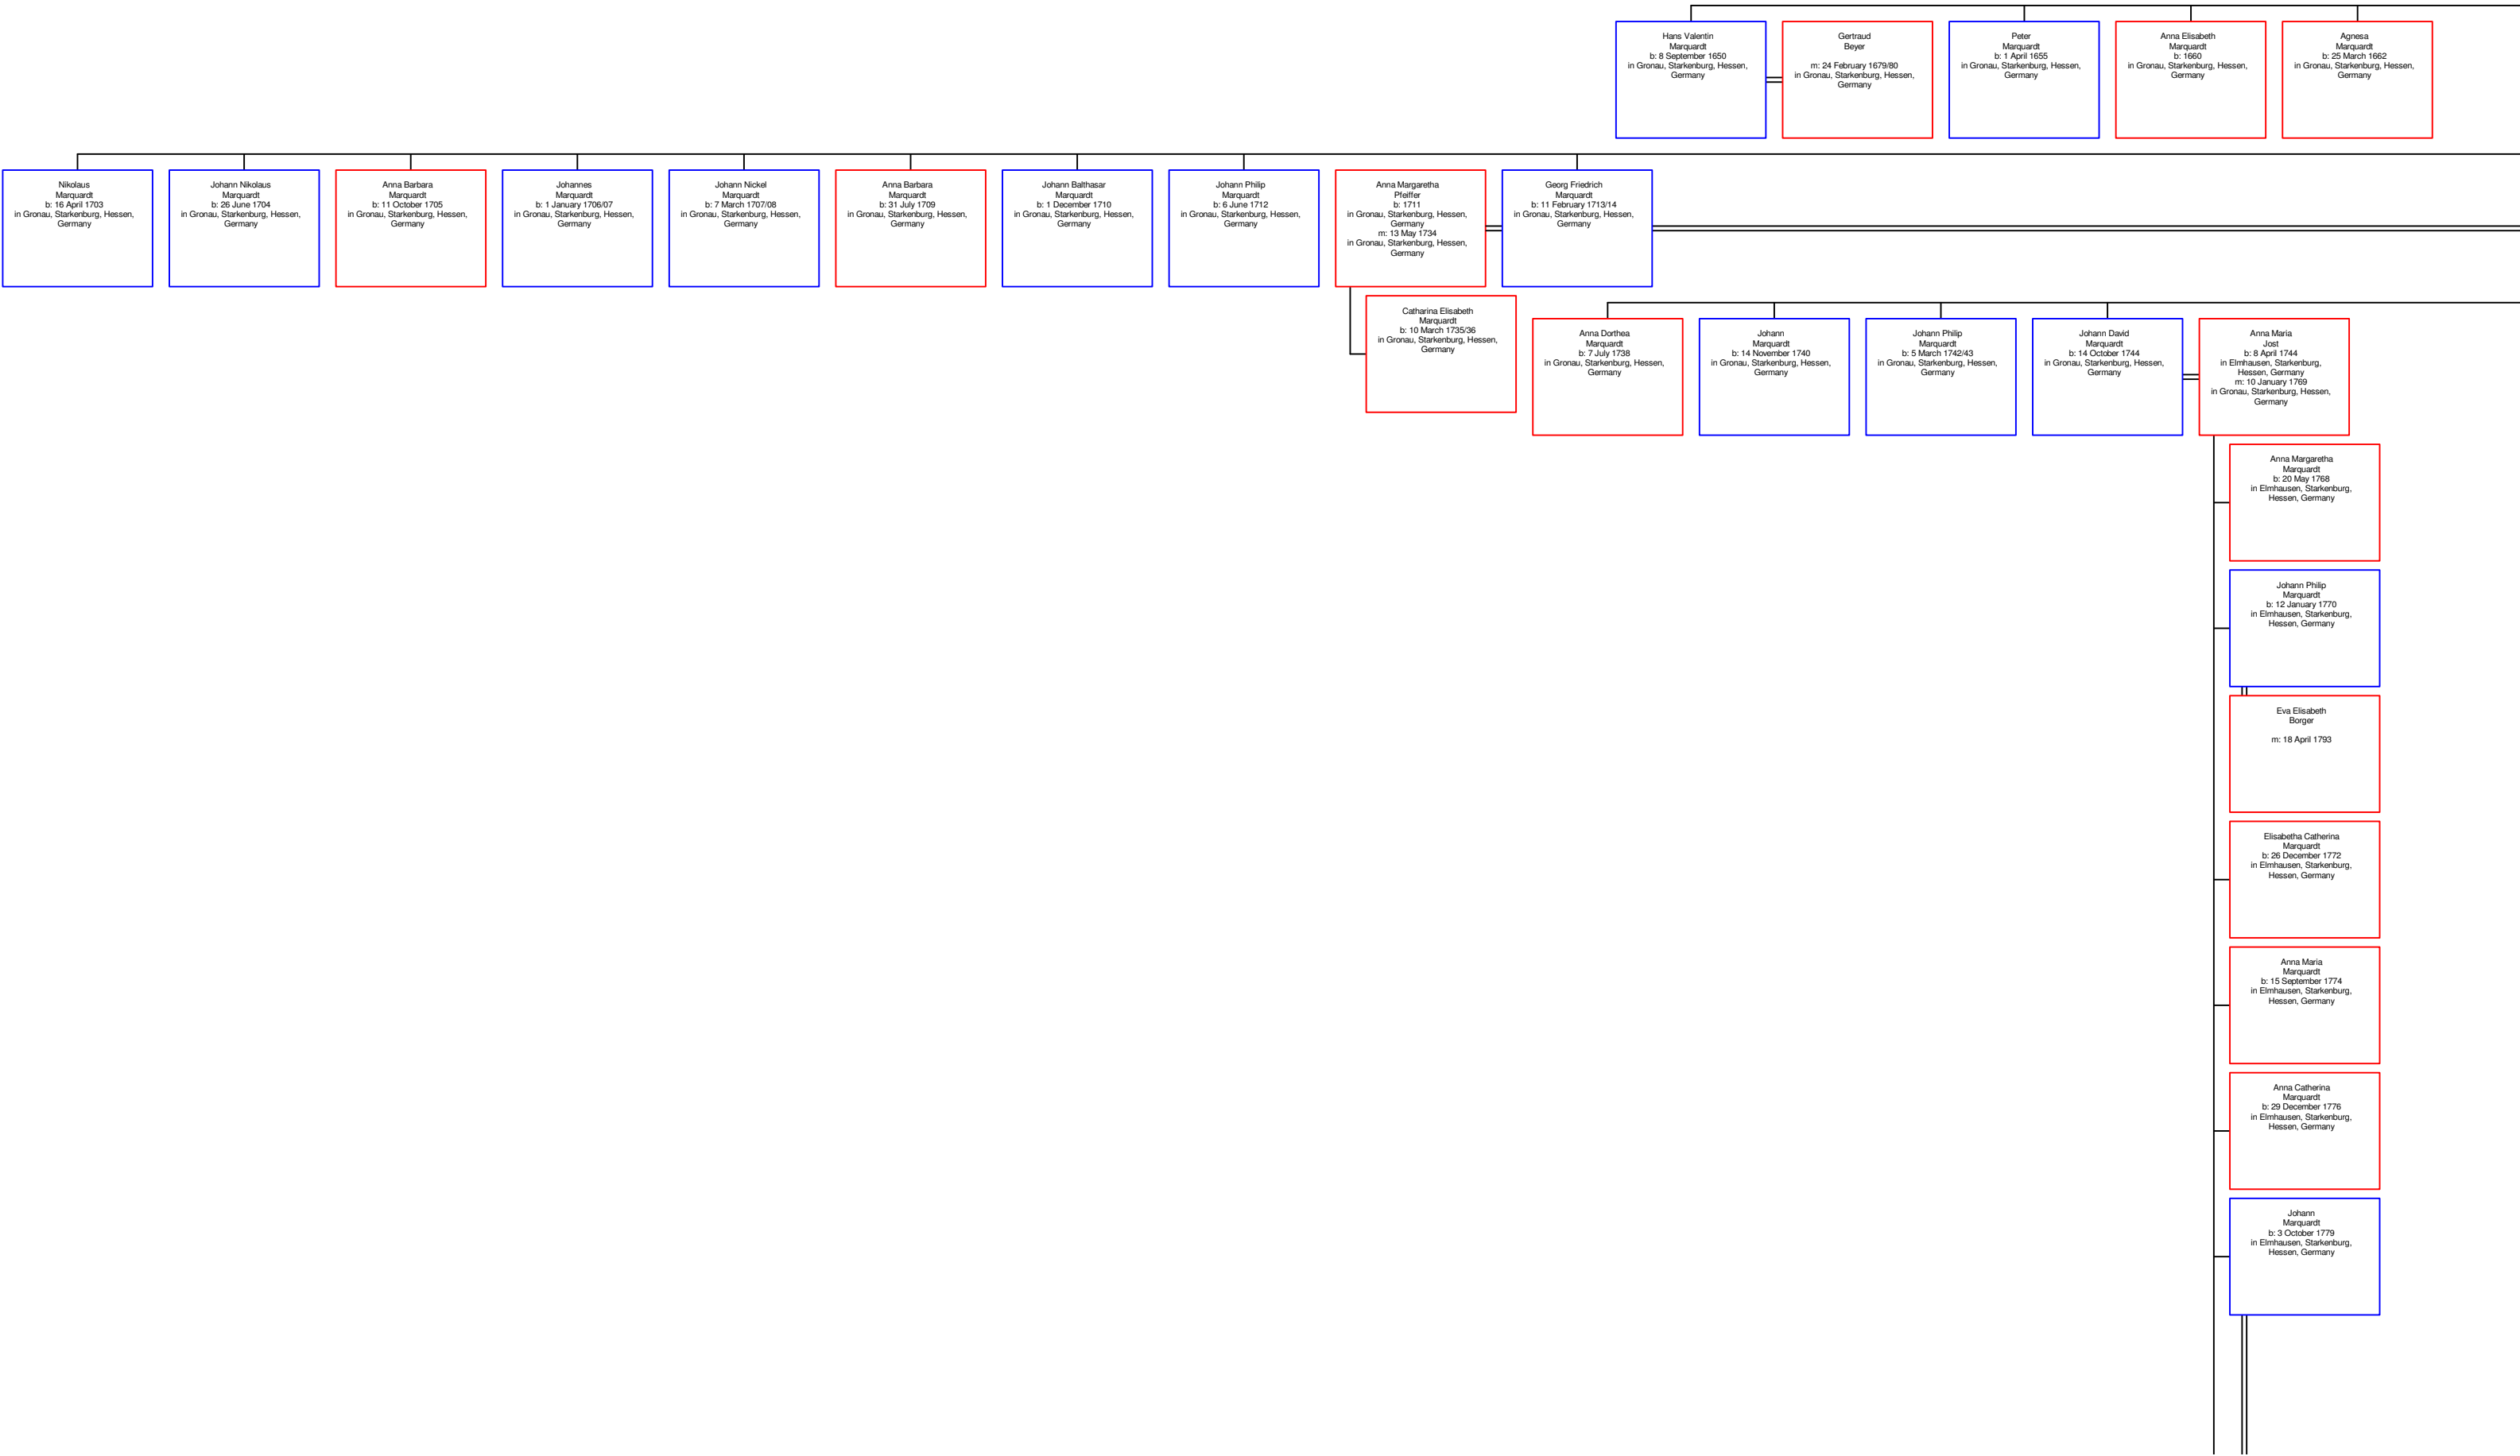 Hans Valentin
Marquardt
b: 8 September 1650
in Gronau, Starkenburg, Hessen,
Germany
Gertraud
Beyer
m: 24 February 1679/80
in Gronau, Starkenburg, Hessen,
Germany
Peter
Marquardt
b: 1 April 1655
in Gronau, Starkenburg, Hessen,
Germany
Anna Elisabeth
Marquardt
b: 1660
in Gronau, Starkenburg, Hessen,
Germany
Agnesa
Marquardt
b: 25 March 1662
in Gronau, Starkenburg, Hessen,
Germany
Nikolaus
Marquardt
b: 16 April 1703
in Gronau, Starkenburg, Hessen,
Germany
Johann Nikolaus
Marquardt
b: 26 June 1704
in Gronau, Starkenburg, Hessen,
Germany
Anna Barbara
Marquardt
b: 11 October 1705
in Gronau, Starkenburg, Hessen,
Germany
Johannes
Marquardt
b: 1 January 1706/07
in Gronau, Starkenburg, Hessen,
Germany
Johann Nickel
Marquardt
b: 7 March 1707/08
in Gronau, Starkenburg, Hessen,
Germany
Anna Barbara
Marquardt
b: 31 July 1709
in Gronau, Starkenburg, Hessen,
Germany
Johann Balthasar
Marquardt
b: 1 December 1710
in Gronau, Starkenburg, Hessen,
Germany
Johann Philip
Marquardt
b: 6 June 1712
in Gronau, Starkenburg, Hessen,
Germany
Anna Margaretha
Pfeiffer
b: 1711
in Gronau, Starkenburg, Hessen,
Germany
m: 13 May 1734
in Gronau, Starkenburg, Hessen,
Germany
Georg Friedrich
Marquardt
b: 11 February 1713/14
in Gronau, Starkenburg, Hessen,
Germany
Catharina Elisabeth
Marquardt
b: 10 March 1735/36
in Gronau, Starkenburg, Hessen,
Germany
Anna Dorthea
Marquardt
b: 7 July 1738
in Gronau, Starkenburg, Hessen,
Germany
Johann
Marquardt
b: 14 November 1740
in Gronau, Starkenburg, Hessen,
Germany
Johann Philip
Marquardt
b: 5 March 1742/43
in Gronau, Starkenburg, Hessen,
Germany
Johann David
Marquardt
b: 14 October 1744
in Gronau, Starkenburg, Hessen,
Germany
Anna Maria
Jost
b: 8 April 1744
in Elmhausen, Starkenburg,
Hessen, Germany
m: 10 January 1769
in Gronau, Starkenburg, Hessen,
Germany
Anna Margaretha
Marquardt
b: 20 May 1768
in Elmhausen, Starkenburg,
Hessen, Germany
Johann Philip
Marquardt
b: 12 January 1770
in Elmhausen, Starkenburg,
Hessen, Germany
Eva Elisabeth
Borger
m: 18 April 1793
Elisabetha Catherina
Marquardt
b: 26 December 1772
in Elmhausen, Starkenburg,
Hessen, Germany
Anna Maria
Marquardt
b: 15 September 1774
in Elmhausen, Starkenburg,
Hessen, Germany
Anna Catherina
Marquardt
b: 29 December 1776
in Elmhausen, Starkenburg,
Hessen, Germany
Johann
Marquardt
b: 3 October 1779
in Elmhausen, Starkenburg,
Hessen, Germany